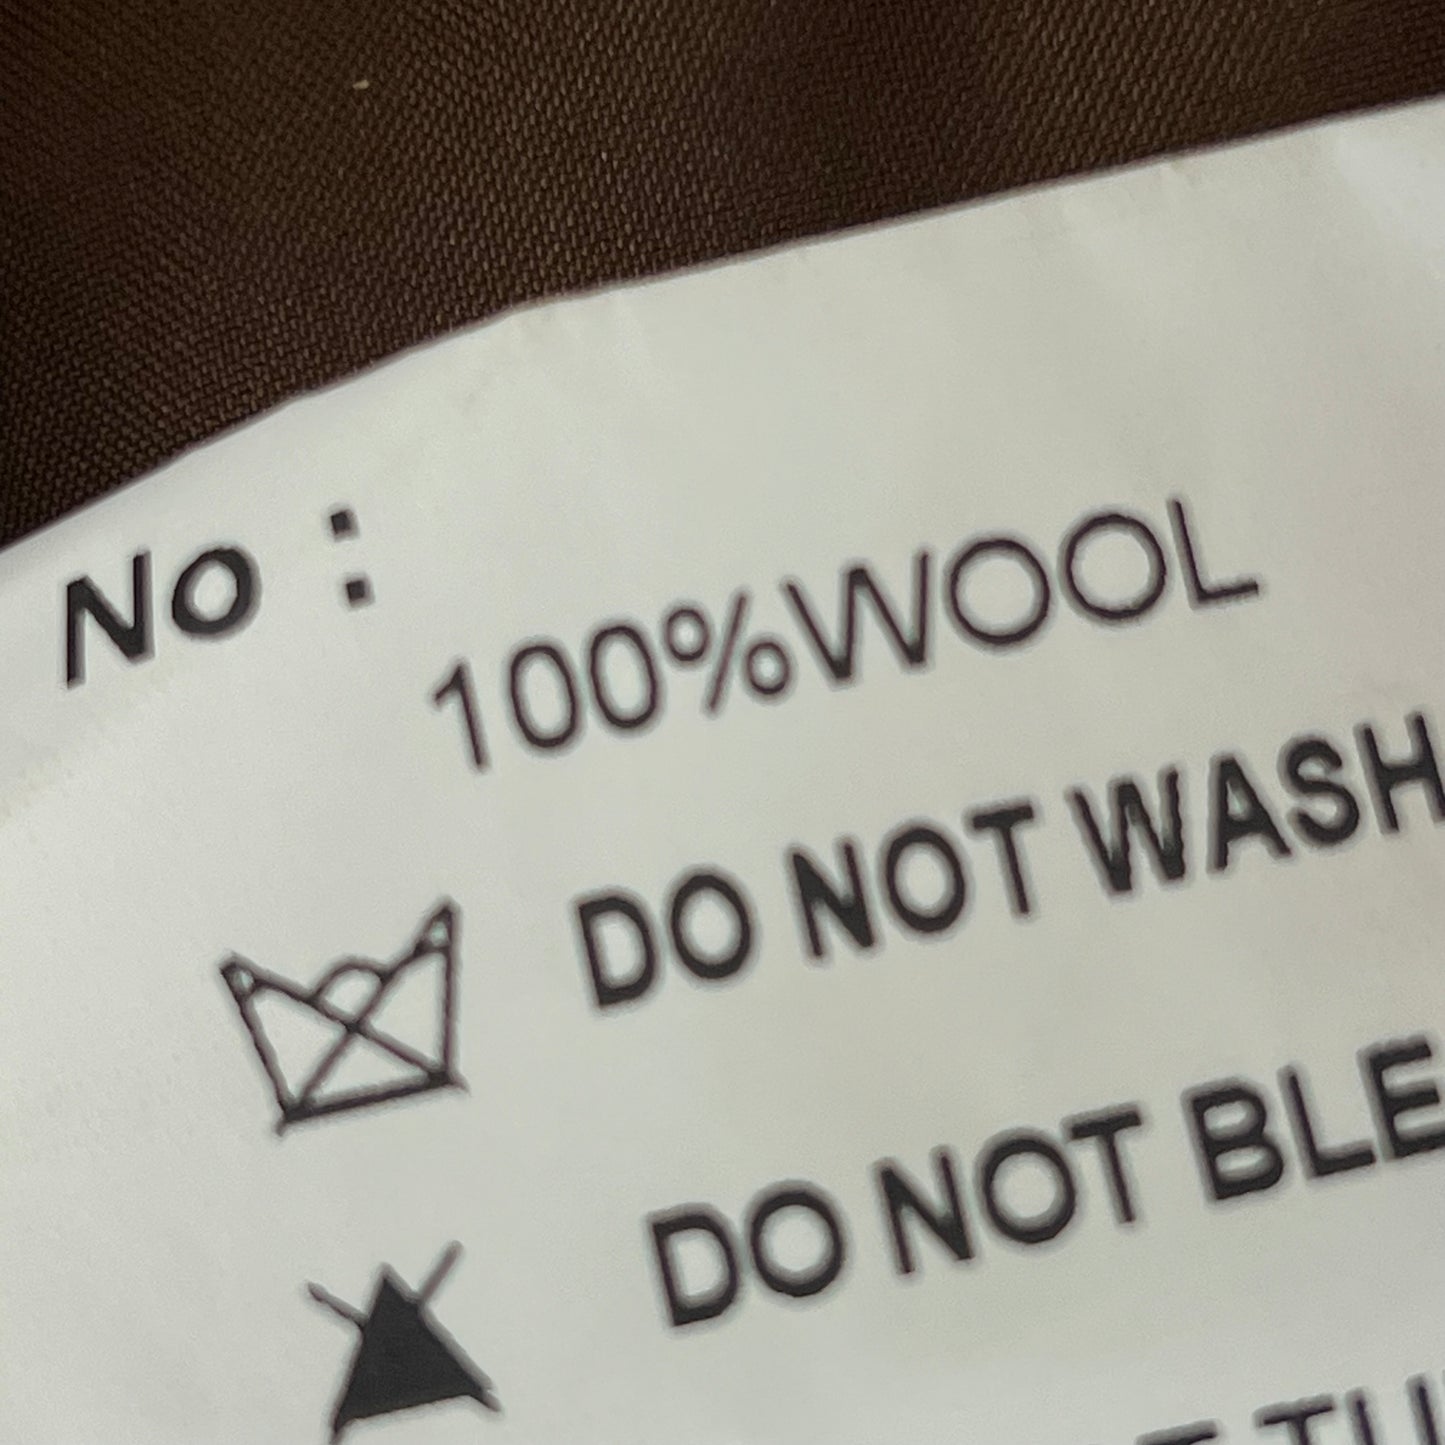 No :
100%WOOL
DO NOT WASH
DO NOT BLE